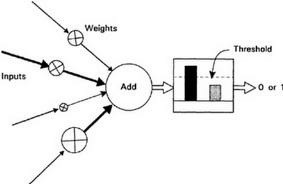 Weights
Threshold
Inputs
Add
0 or 1